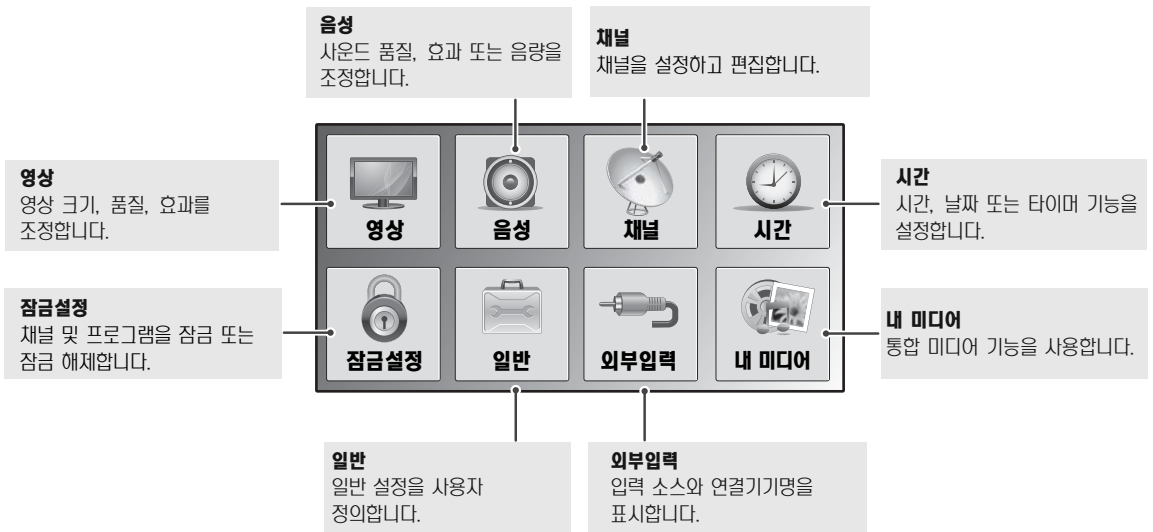 음성
사운드 품질, 효과 또는 음량을
조정합니다.
채널
채널을 설정하고 편집합니다.
영상
영상 크기, 품질, 효과를
조정합니다.
영상
음성
채널
시간
시간
시간, 날짜 또는 타이머 기능을
설정합니다.
잠금설정
채널 및 프로그램을 잠금 또는
잠금 해제합니다.
잠금설정
일반
외부입력
내 미디어
내 미디어
통합 미디어 기능을 사용합니다.
일반
일반 설정을 사용자
정의합니다.
외부입력
입력 소스와 연결기기명을
표시합니다.